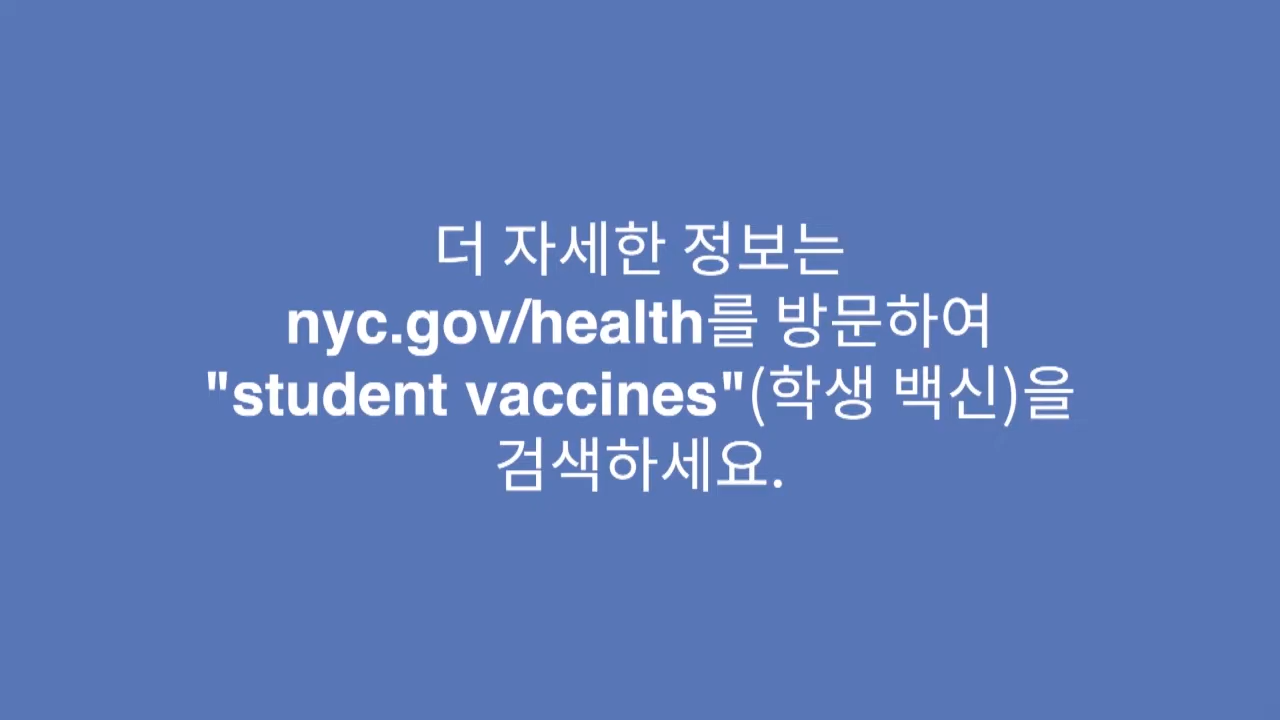 더 자세한 정보는
nyc.gov/health를 방문하여
"student vaccines"(학생 백신)을
검색하세요.